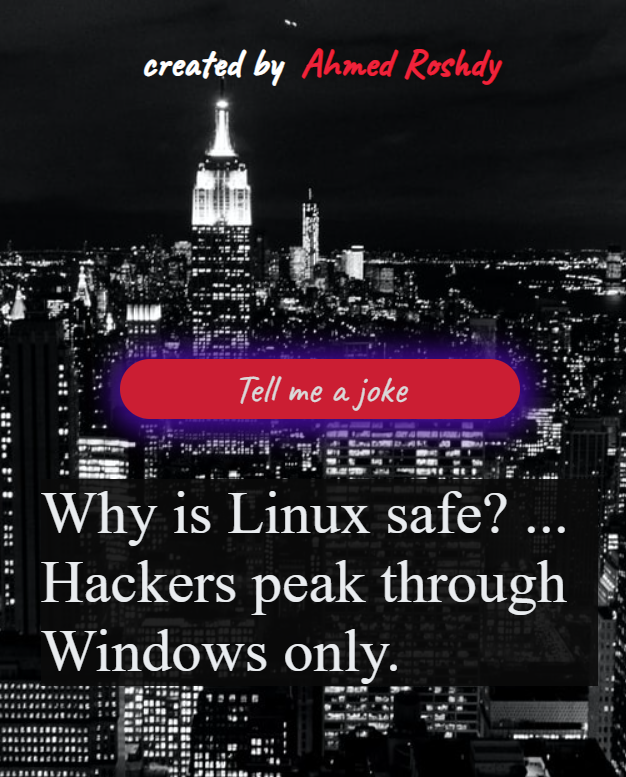 created by Ahmed Roshdy
Tell me a joke
Why is Linux safe? ...
Hackers peak through
Windows only.